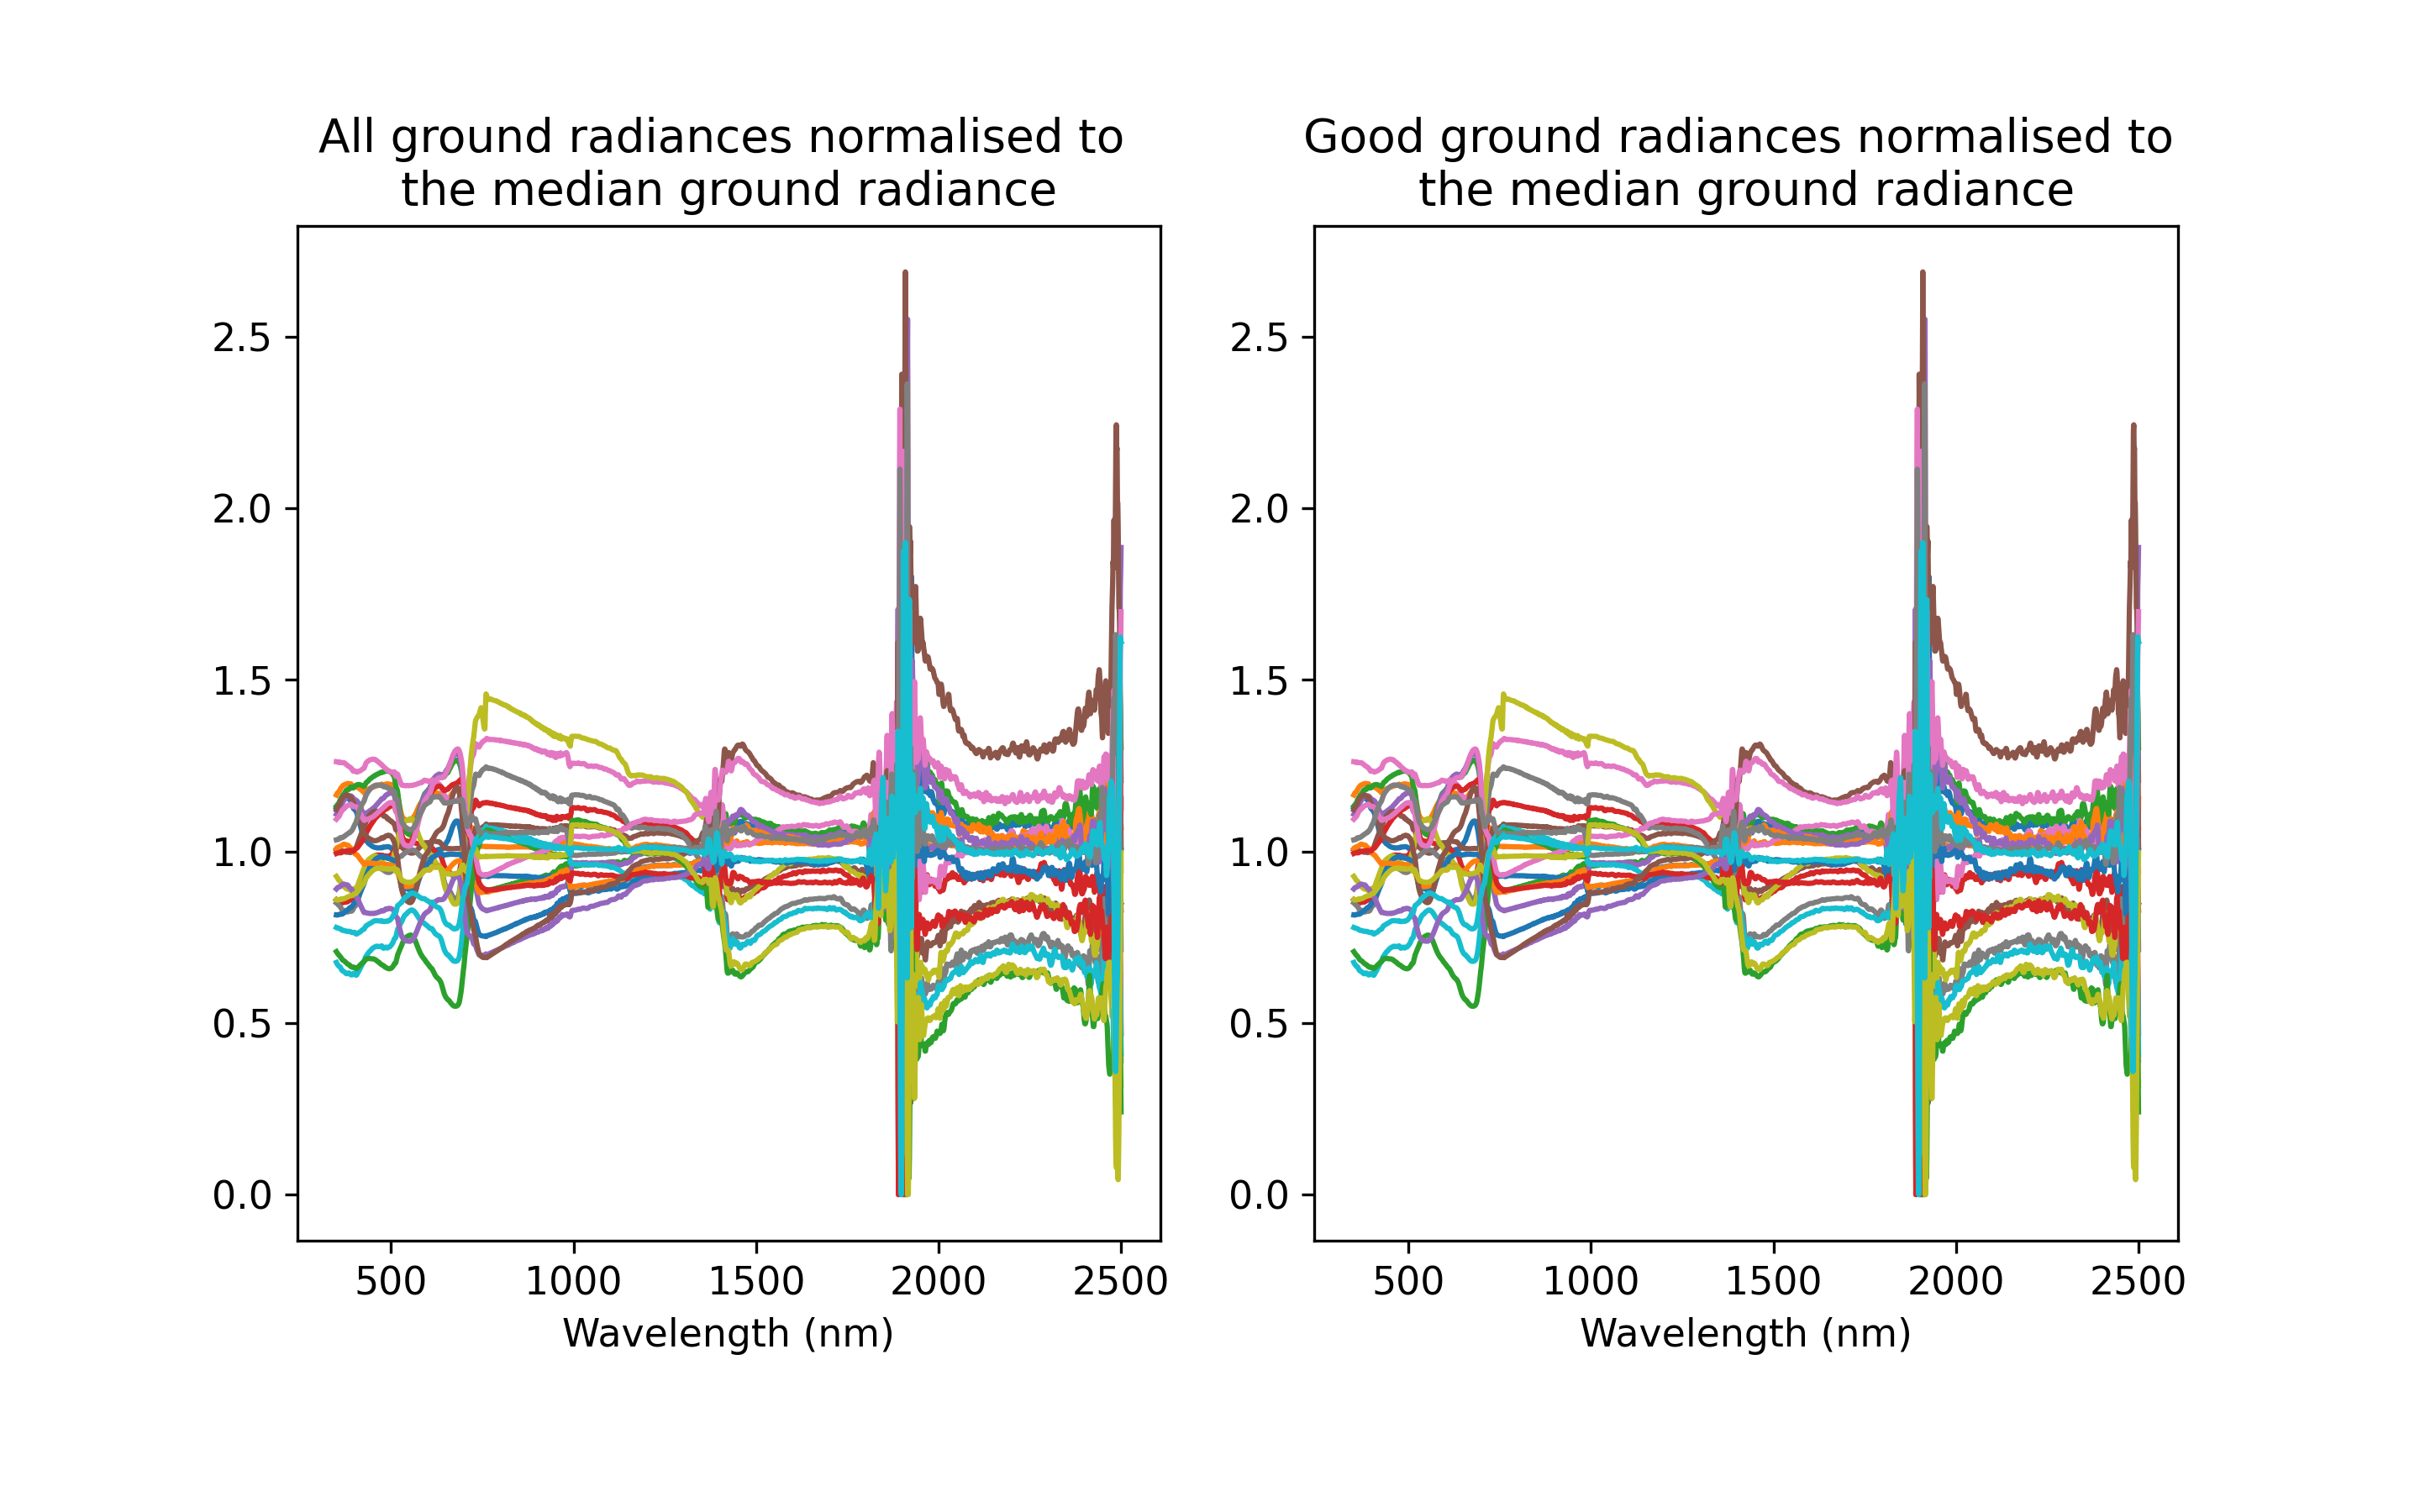 All ground radiances normalised to
the median ground radiance
2.5
2.0
1.5
1.0
0.5
0.0
500 1000 1500 2000 2500
Wavelength (nm)
Good ground radiances normalised to
the median ground radiance
2.5
2.0
1.5
1.0
0.5
0.0
500 1000 1500 2000 2500
Wavelength (nm)